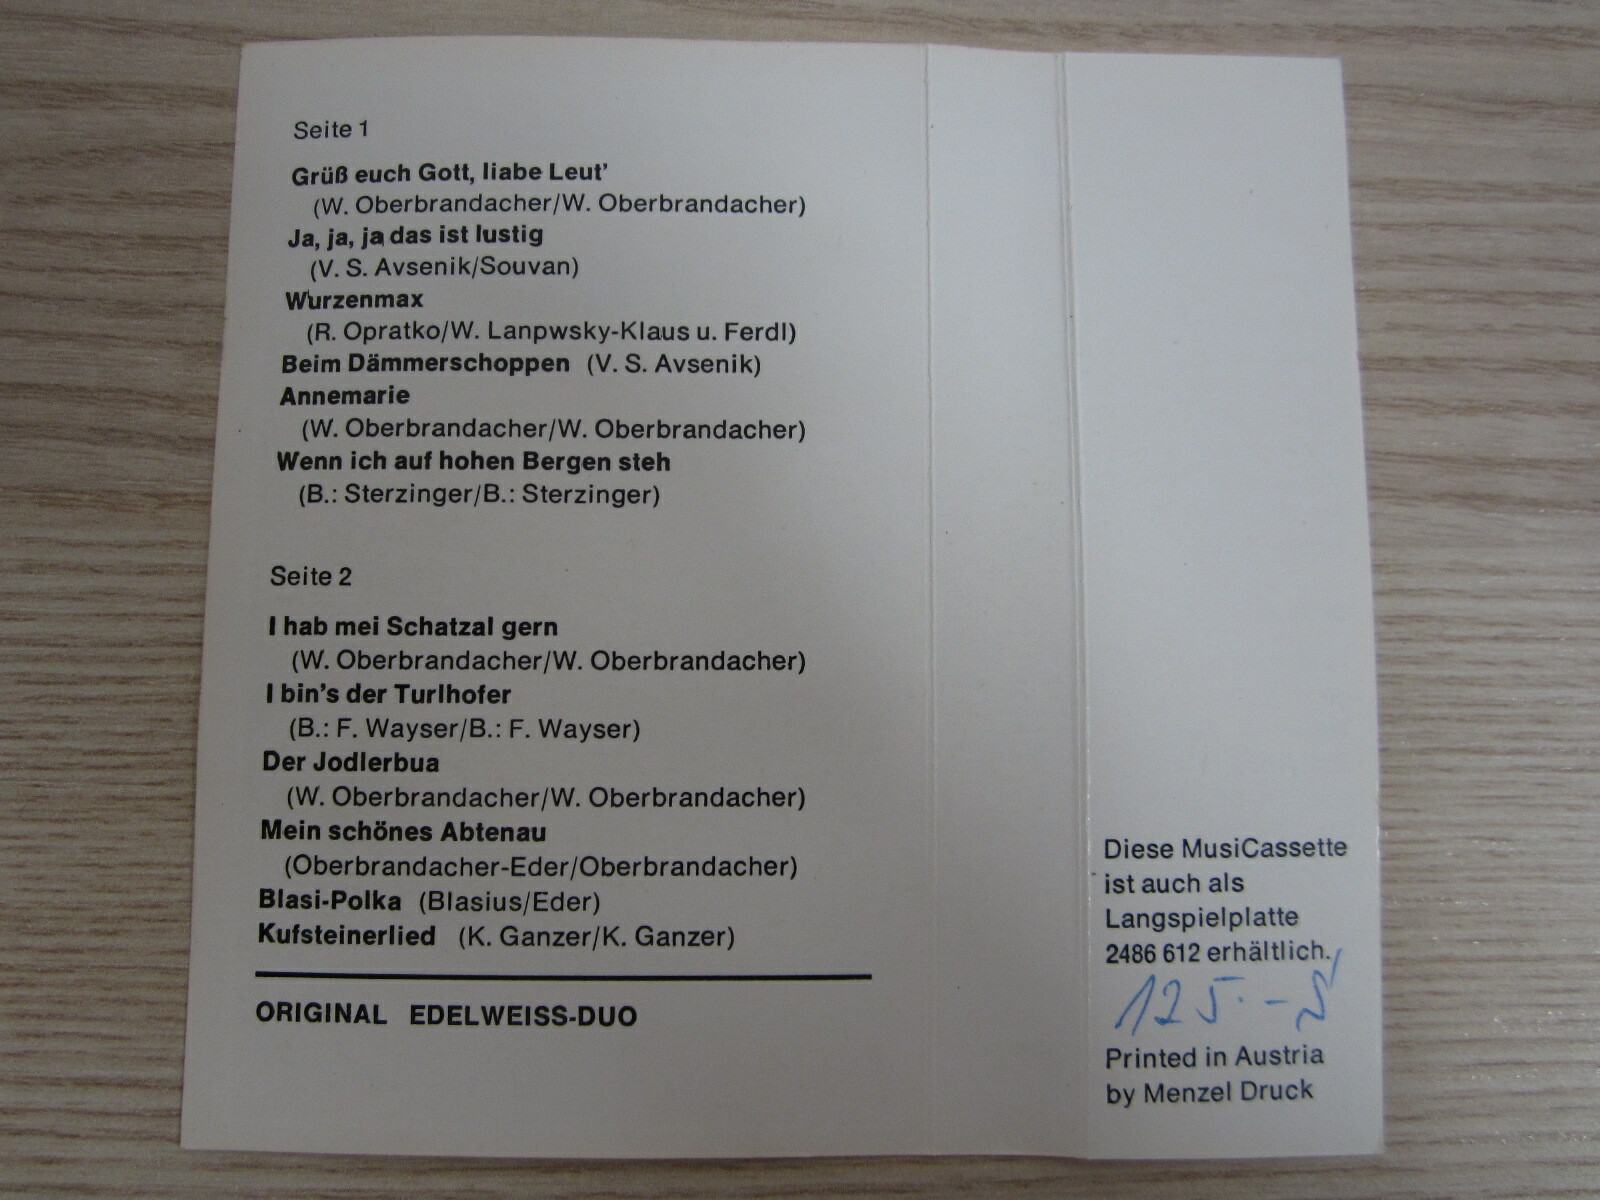 Seite 1
Grüß euch Gott, liabe Leut'
(W. Oberbrandacher/W. Oberbrandacher)
Ja, ja, ja das ist lustig
(V. S. Avsenik/Souvan)
Wurzenmax
(R. Opratko/W. Lanpwsky-Klaus u. Ferdl)
Beim Dämmerschoppen (V. S. Avsenik)
Annemarie
(W. Oberbrandacher/W. Oberbrandacher)
Wenn ich auf hohen Bergen steh
(B.: Sterzinger/B.: Sterzinger)
Seite 2
I hab mei Schatzal gern
(W. Oberbrandacher/W. Oberbrandacher)
I bin's der Turlhofer
(B.: F. Wayser/B.: F. Wayser)
Der Jodlerbua
(W. Oberbrandacher/W. Oberbrandacher)
Mein schönes Abtenau
(Oberbrandacher-Eder/Oberbrandacher)
Blasi-Polka (Blasius/Eder)
Kufsteinerlied (K. Ganzer/K. Ganzer)
ORIGINAL EDELWEISS-DUO
Diese MusiCassette
ist auch als
Langspielplatte
2486 612 erhältlich.
125.- S
Printed in Austria
by Menzel Druck